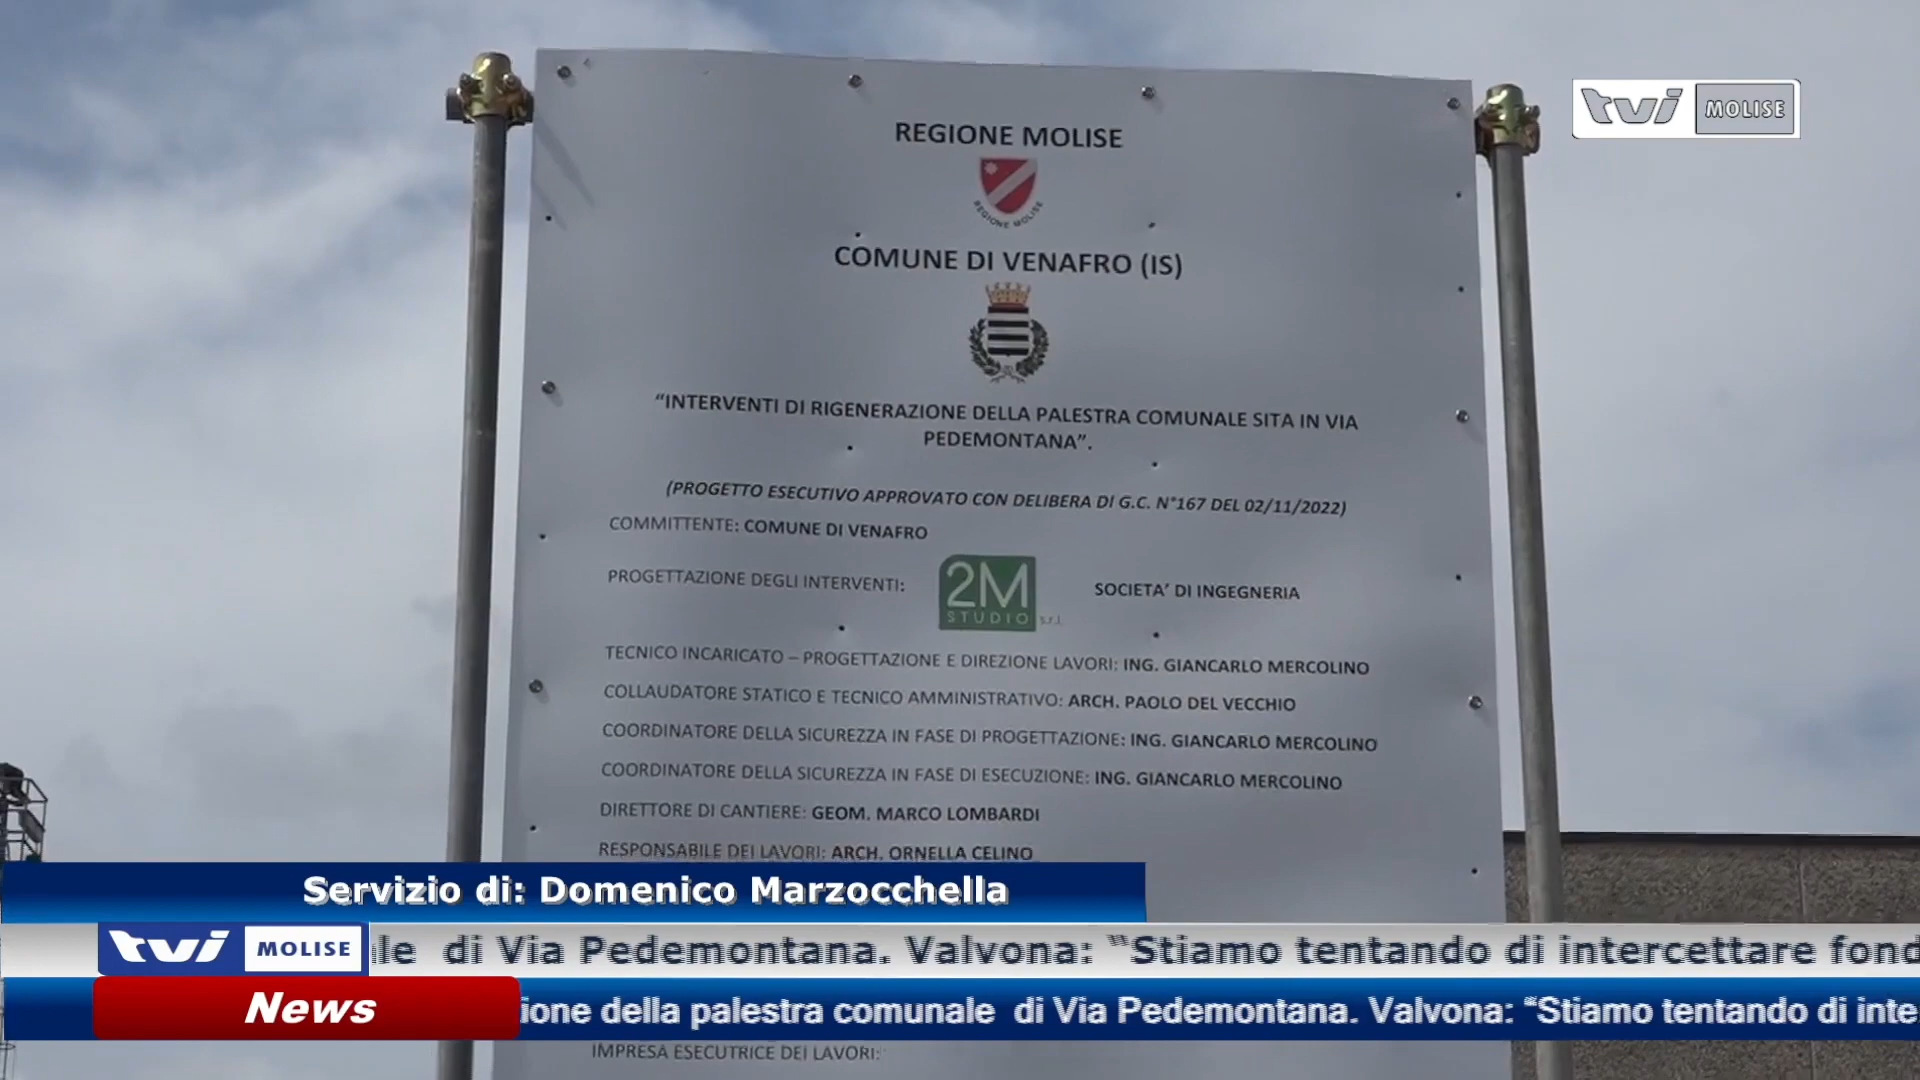 REGIONE MOLISE
REGIONE MOLISE
COMUNE DI VENAFRO (IS)
“INTERVENTI DI RIGENERAZIONE DELLA PALESTRA COMUNALE SITA IN VIA
PEDEMONTANA”.
(PROGETTO ESECUTIVO APPROVATO CON DELIBERA DI G.C. N°167 DEL 02/11/2022)
COMMITTENTE: COMUNE DI VENAFRO
PROGETTAZIONE DEGLI INTERVENTI: 2M STUDIO s.r.l. SOCIETA’ DI INGEGNERIA
TECNICO INCARICATO – PROGETTAZIONE E DIREZIONE LAVORI: ING. GIANCARLO MERCOLINO
COLLAUDATORE STATICO E TECNICO AMMINISTRATIVO: ARCH. PAOLO DEL VECCHIO
COORDINATORE DELLA SICUREZZA IN FASE DI PROGETTAZIONE: ING. GIANCARLO MERCOLINO
COORDINATORE DELLA SICUREZZA IN FASE DI ESECUZIONE: ING. GIANCARLO MERCOLINO
DIRETTORE DI CANTIERE: GEOM. MARCO LOMBARDI
RESPONSABILE DEI LAVORI: ARCH. ORNELLA CELINO
IMPRESA ESECUTRICE DEI LAVORI:
tvi MOLISE
Servizio di: Domenico Marzocchella
tvi MOLISE
le di Via Pedemontana. Valvona: “Stiamo tentando di intercettare fond
News
ione della palestra comunale di Via Pedemontana. Valvona: “Stiamo tentando di inte